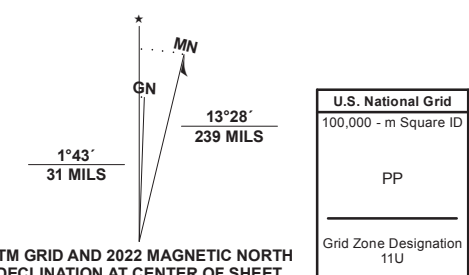 ★
MN
GN
13°28´
239 MILS
1°43´
31 MILS
TM GRID AND 2022 MAGNETIC NORTH
DECLINATION AT CENTER OF SHEET
U.S. National Grid
100,000 - m Square ID
PP
Grid Zone Designation
11U